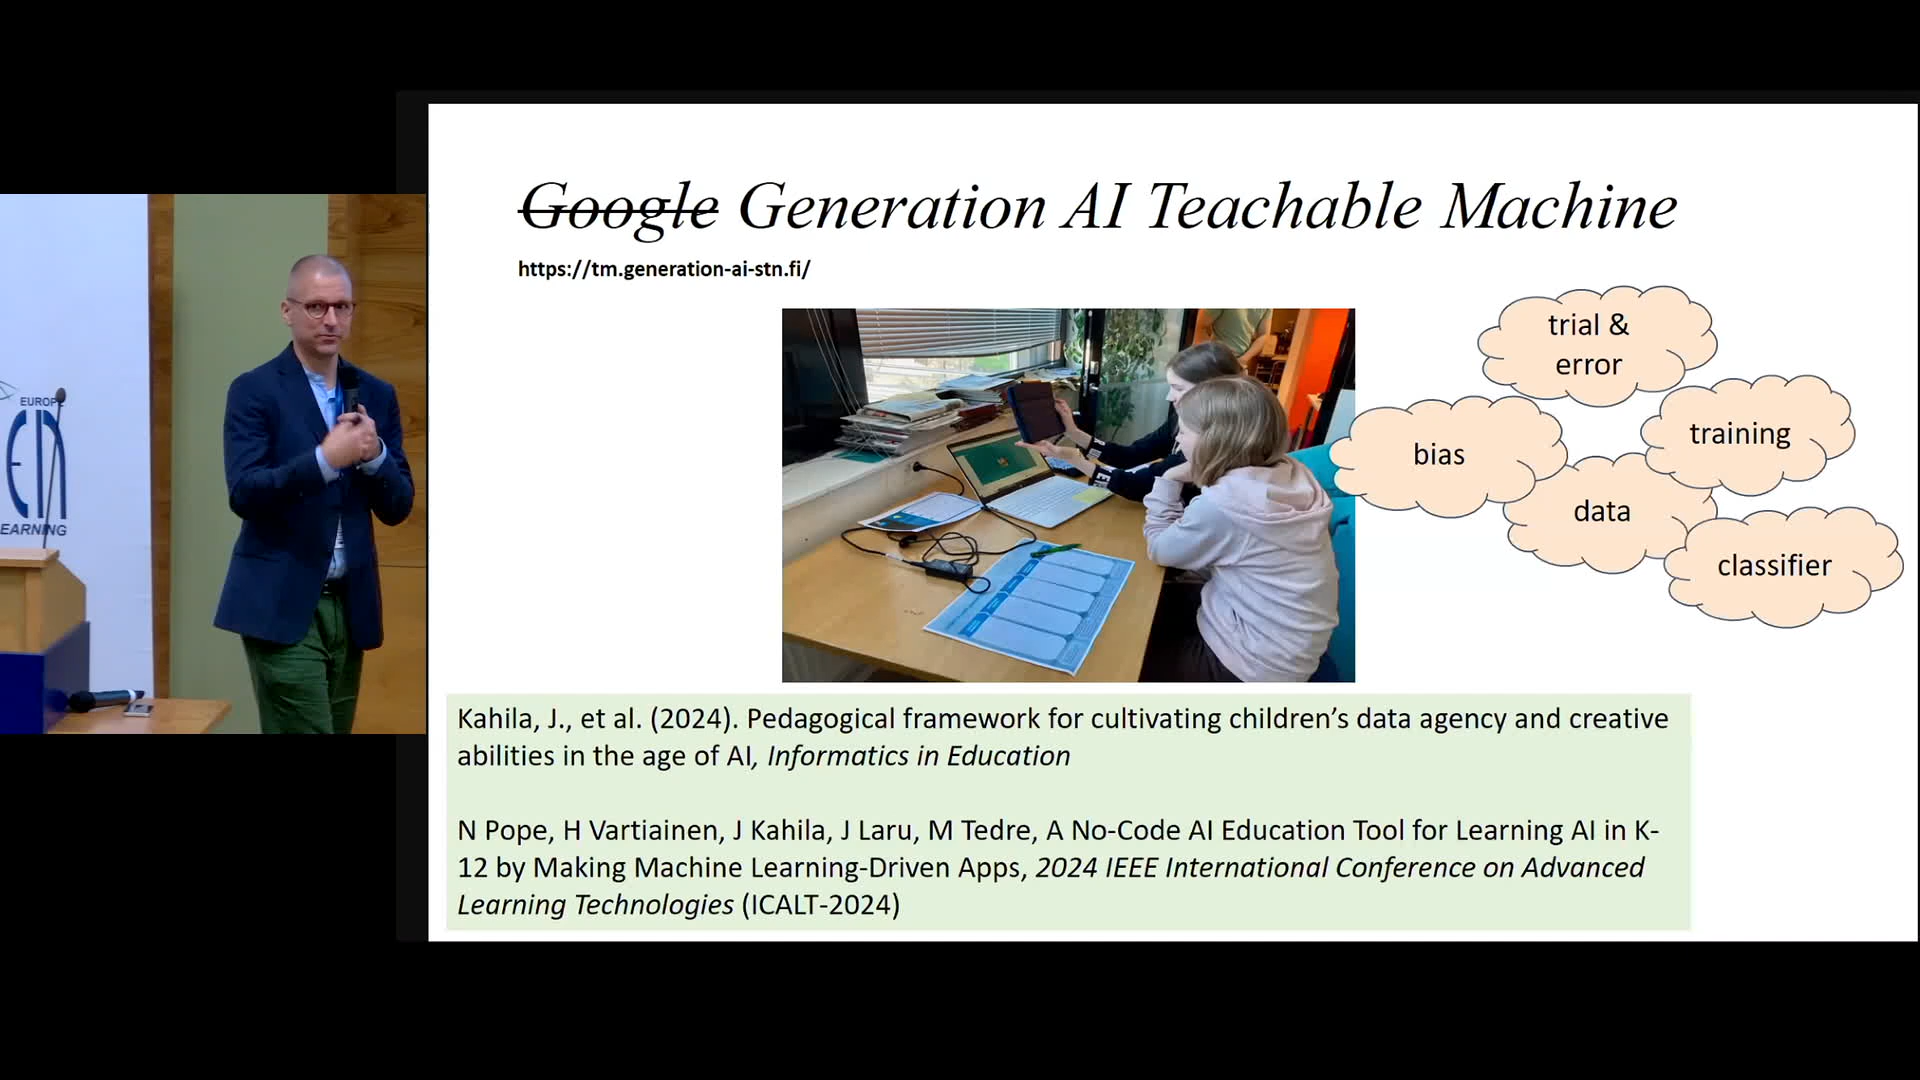 Google Generation AI Teachable Machine
https://tm.generation-ai-stn.fi/
trial &
error
training
bias
data
classifier
EUROPE
EARNING
Kahila, J., et al. (2024). Pedagogical framework for cultivating children’s data agency and creative
abilities in the age of AI, Informatics in Education
N Pope, H Vartiainen, J Kahila, J Laru, M Tedre, A No-Code AI Education Tool for Learning AI in K-
12 by Making Machine Learning-Driven Apps, 2024 IEEE International Conference on Advanced
Learning Technologies (ICALT-2024)